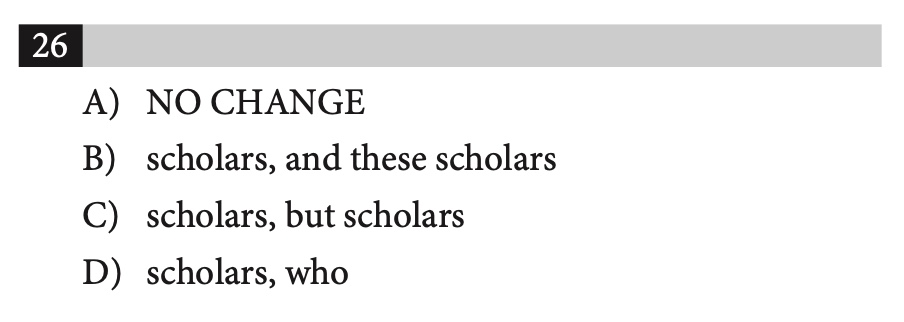 26
A) NO CHANGE
B) scholars, and these scholars
C) scholars, but scholars
D) scholars, who